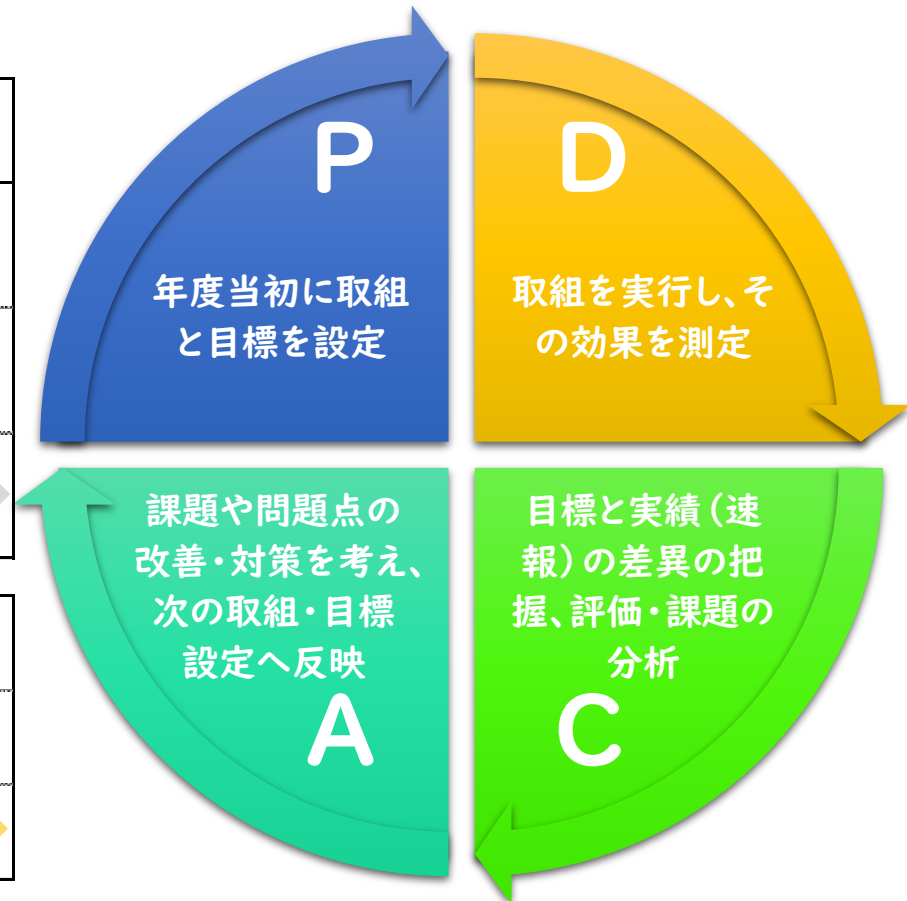 P
年度当初に取組
と目標を設定
D
取組を実行し、そ
の効果を測定
目標と実績（速
報）の差異の把
握、評価・課題の
分析
C
課題や問題点の
改善・対策を考え、
次の取組・目標
設定へ反映
A